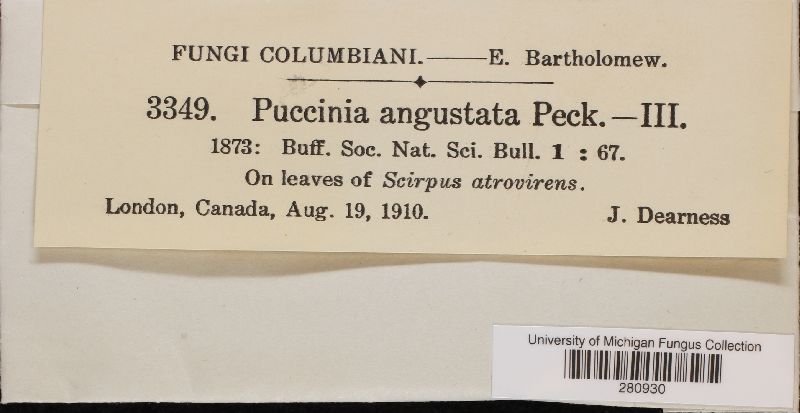 FUNGI COLUMBIANI.——E. Bartholomew.
3349. Puccinia angustata Peck.—III.
1873: Buff. Soc. Nat. Sci. Bull. 1 : 67.
On leaves of Scirpus atrovirens.
London, Canada, Aug. 19, 1910. J. Dearness
University of Michigan Fungus Collection
280930